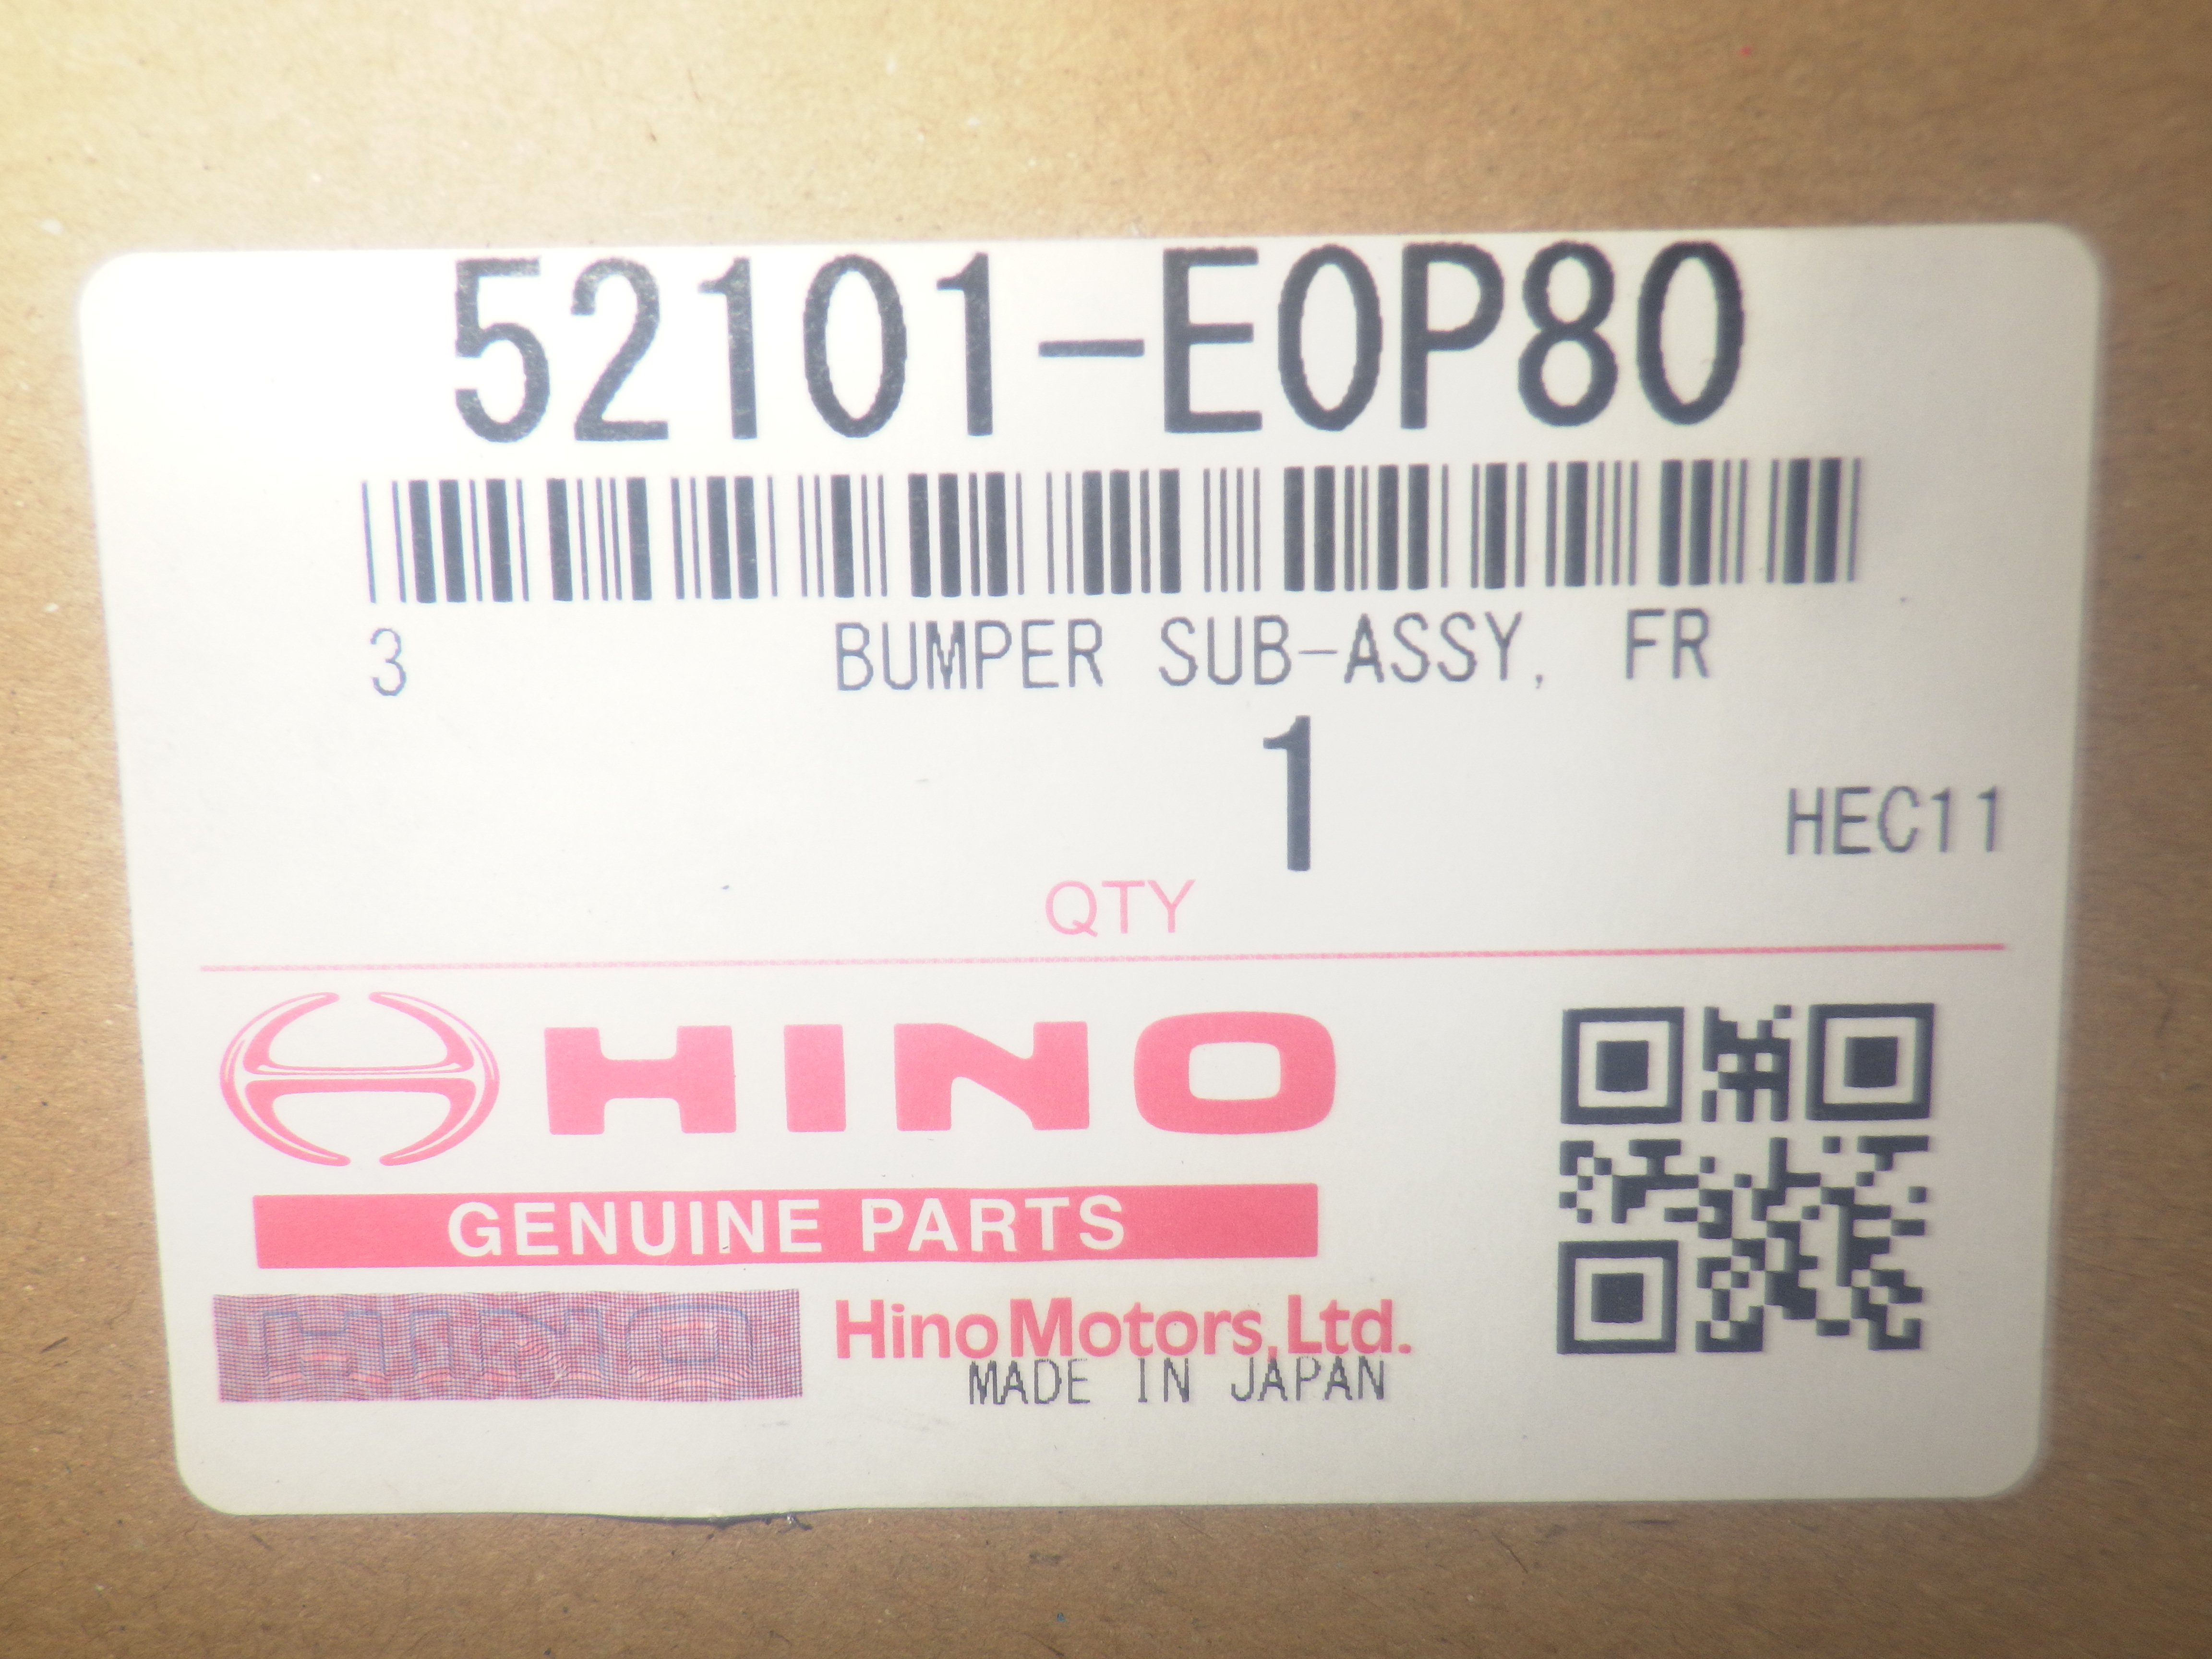 52101-E0P80
3 BUMPER SUB-ASSY, FR
1
HEC11
QTY
HINO
GENUINE PARTS
HINO
Hino Motors, Ltd.
MADE IN JAPAN